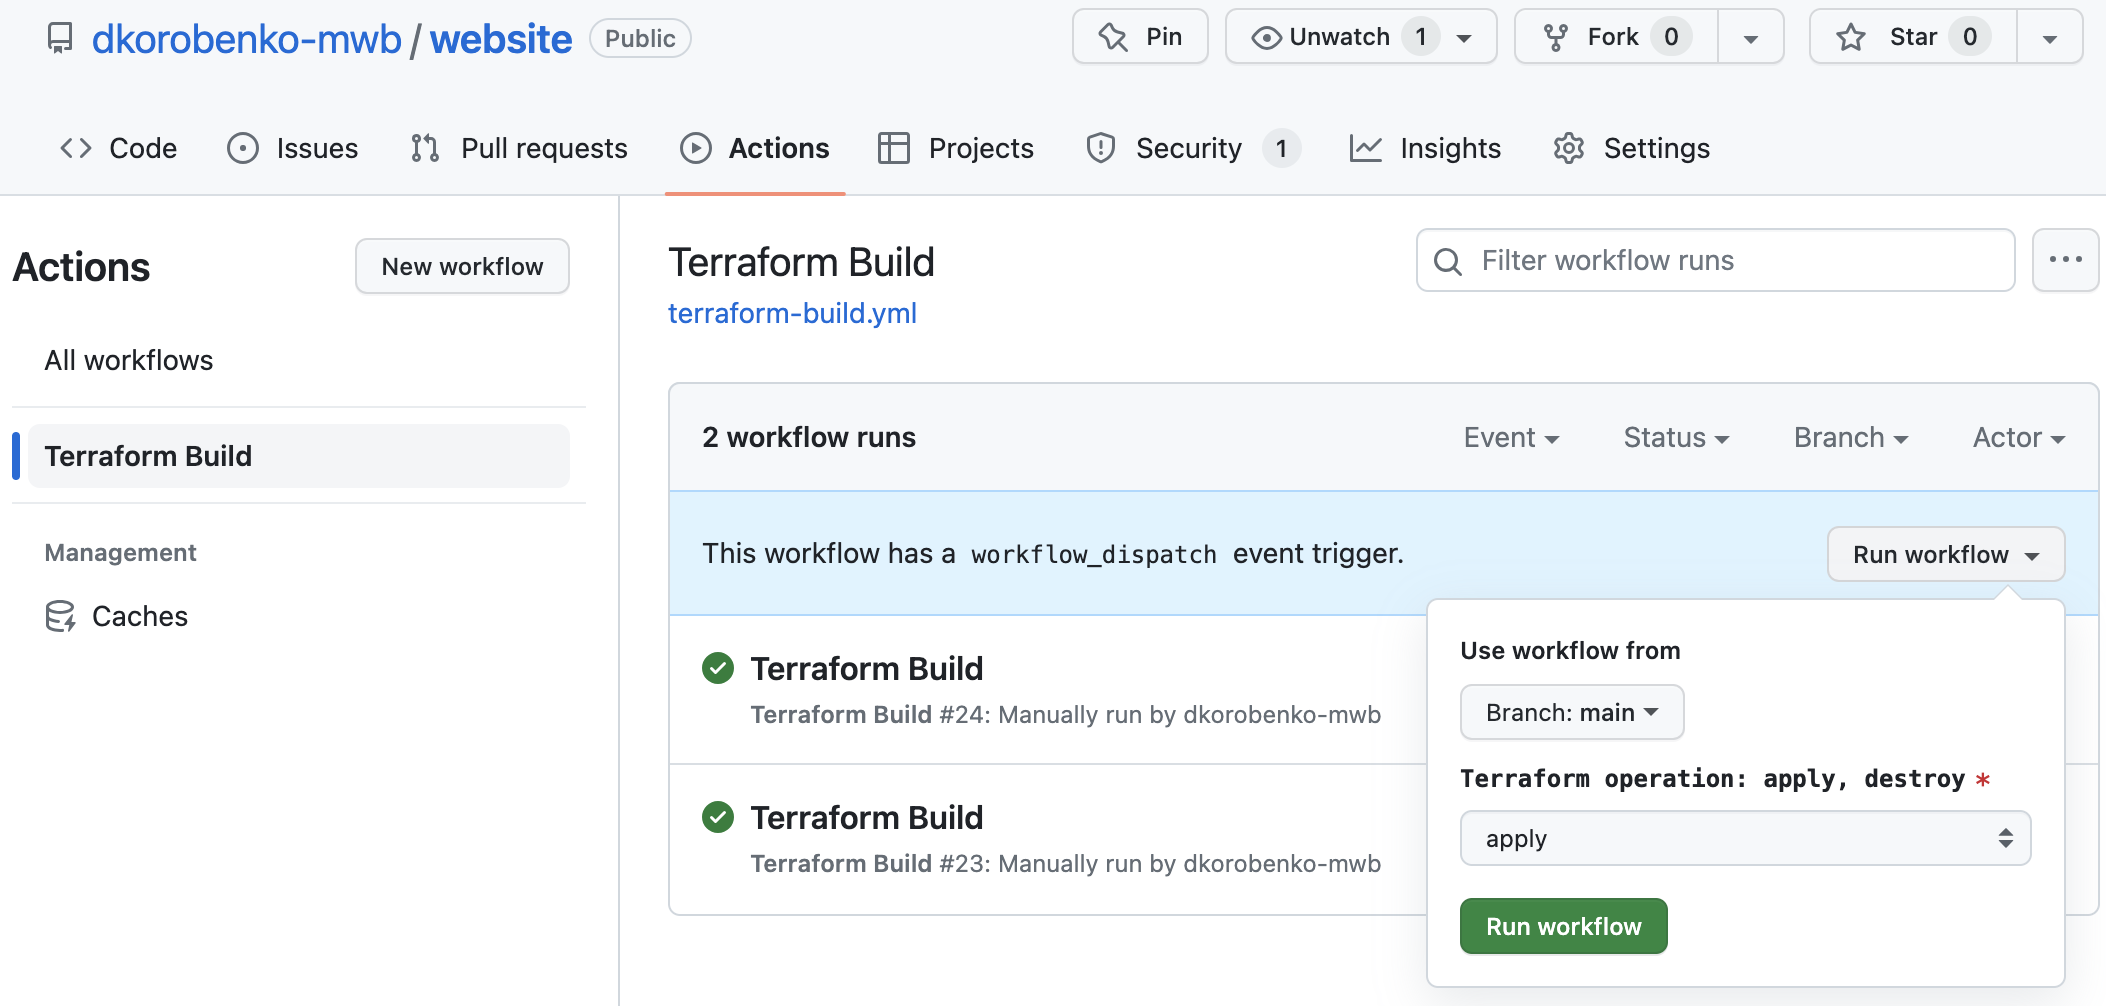 dkorobenko-mwb / website Public
Pin
Unwatch 1
Fork 0
Star 0
Code
Issues
Pull requests
Actions
Projects
Security 1
Insights
Settings
Actions
New workflow
All workflows
Terraform Build
Management
Caches
Terraform Build
terraform-build.yml
Filter workflow runs
2 workflow runs
Event
Status
Branch
Actor
This workflow has a workflow_dispatch event trigger.
Run workflow
Terraform Build
Terraform Build #24: Manually run by dkorobenko-mwb
Terraform Build
Terraform Build #23: Manually run by dkorobenko-mwb
Use workflow from
Branch: main
Terraform operation: apply, destroy *
apply
Run workflow